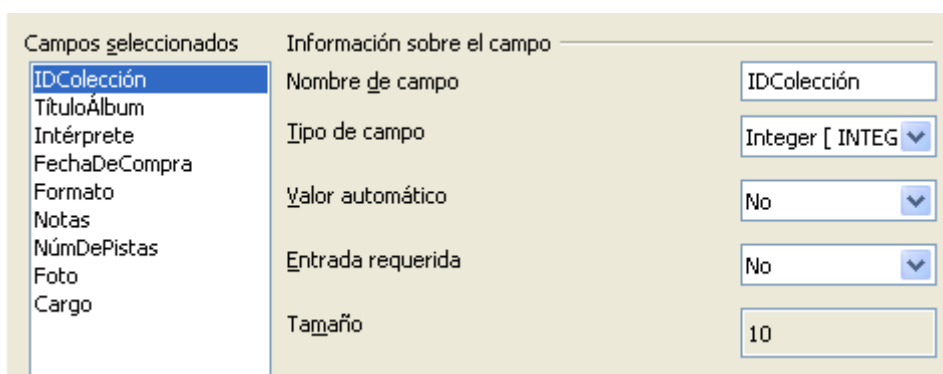 Campos seleccionados
IDColección
TítuloÁlbum
Intérprete
FechaDeCompra
Formato
Notas
NúmDePistas
Foto
Cargo
Información sobre el campo
Nombre de campo
IDColección
Tipo de campo
Integer [ INTEG
Valor automático
No
Entrada requerida
No
Tamaño
10